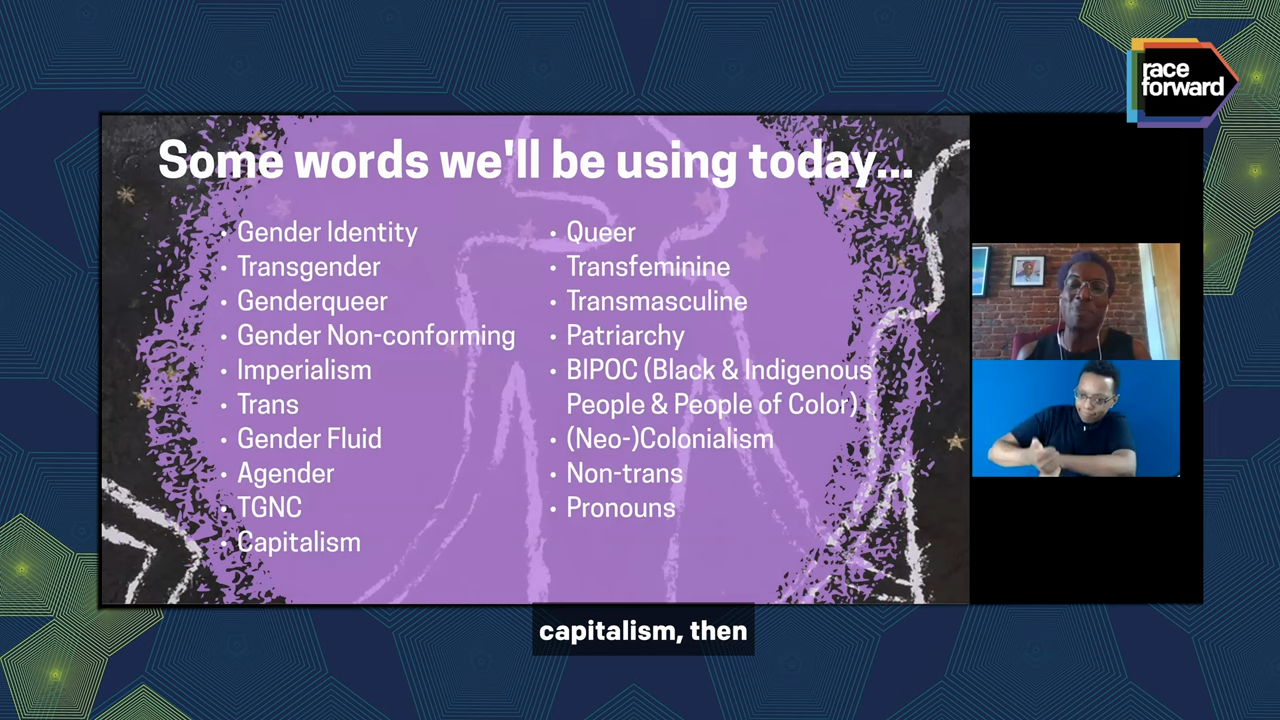 race
forward
Some words we'll be using today...
• Gender Identity
• Transgender
• Genderqueer
• Gender Non-conforming
• Imperialism
• Trans
• Gender Fluid
• Agender
• TGNC
• Capitalism
• Queer
• Transfeminine
• Transmasculine
• Patriarchy
• BIPOC (Black & Indigenous
People & People of Color)
• (Neo-)Colonialism
• Non-trans
• Pronouns
capitalism, then